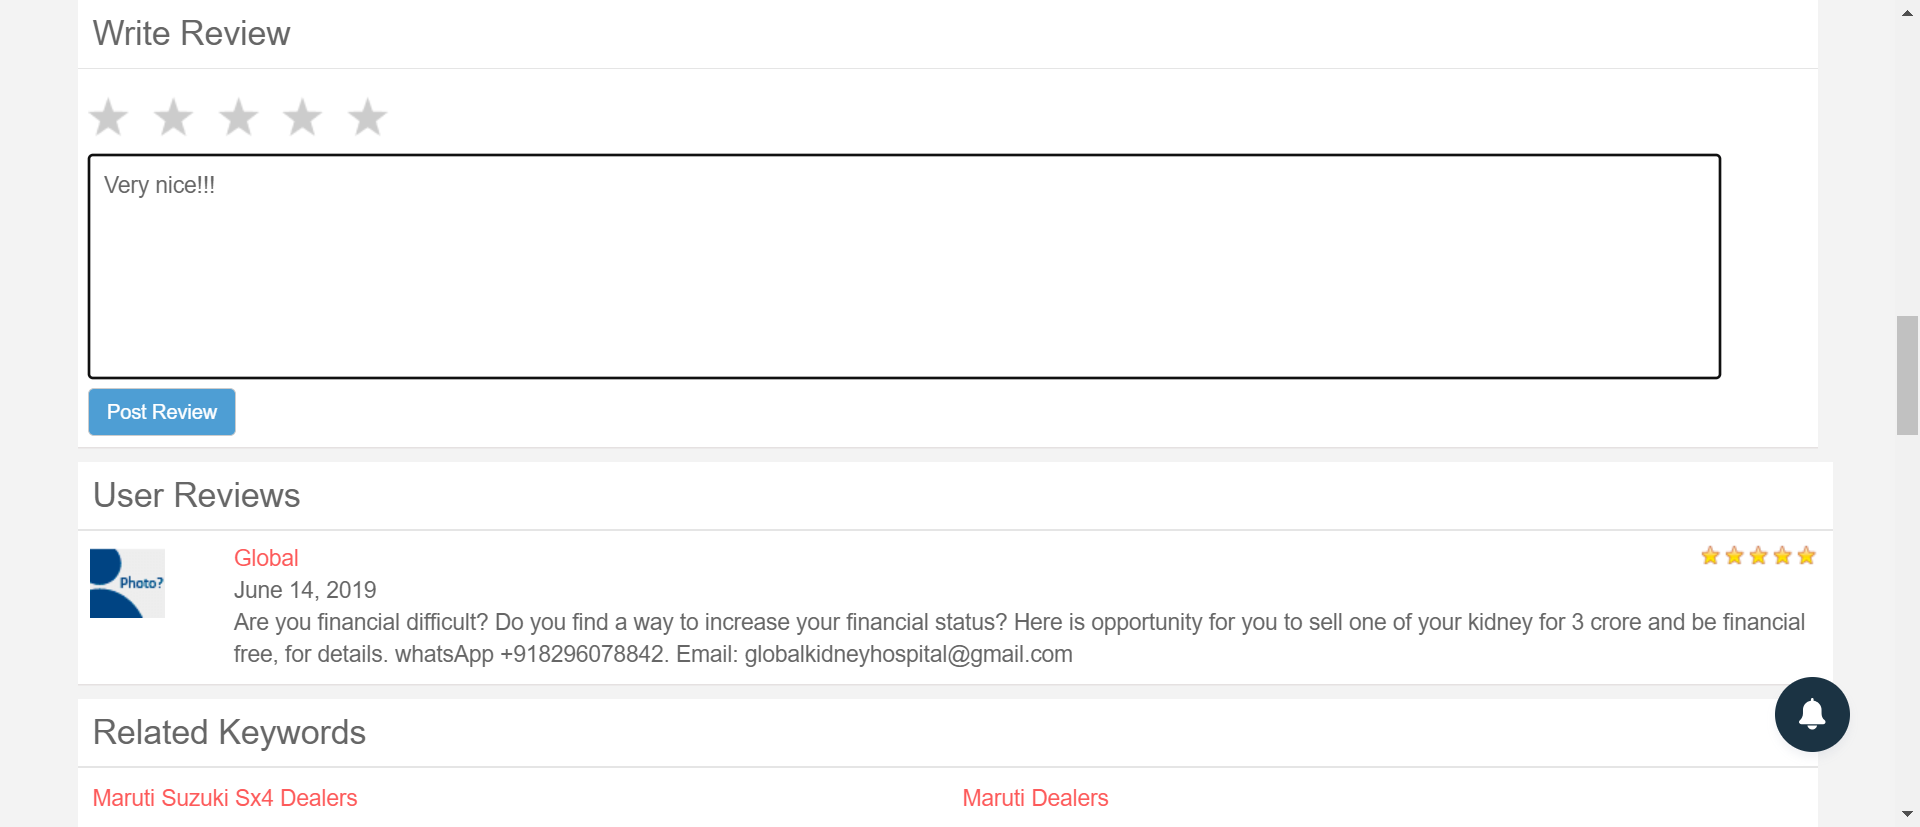 Write Review
Very nice!!!
Post Review
User Reviews
Photo?
Global
June 14, 2019
Are you financial difficult? Do you find a way to increase your financial status? Here is opportunity for you to sell one of your kidney for 3 crore and be financial
free, for details. whatsApp +918296078842. Email: globalkidneyhospital@gmail.com
Related Keywords
Maruti Suzuki Sx4 Dealers
Maruti Dealers